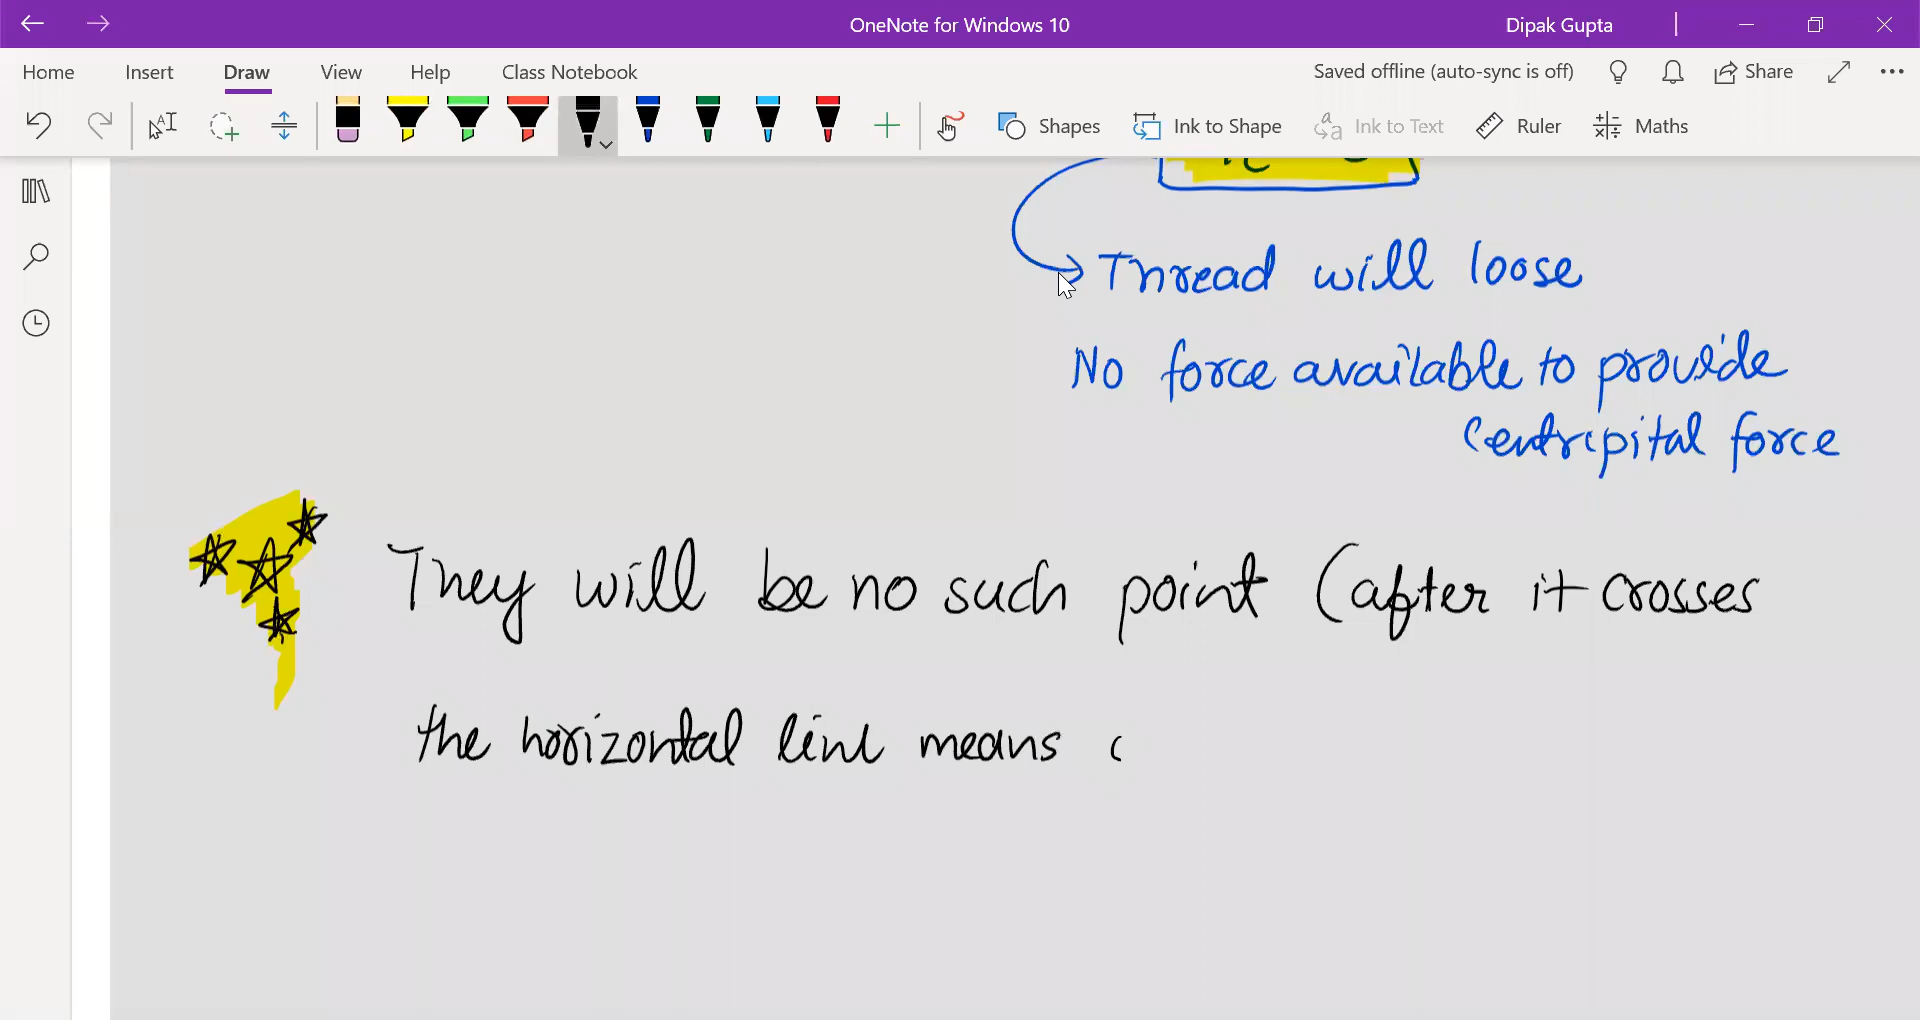 OneNote for Windows 10
Dipak Gupta
Home Insert Draw View Help Class Notebook
Saved offline (auto-sync is off) Share
Shapes Ink to Shape Ink to Text Ruler Maths
Thread will loose
No force available to provide
centripital force
They will be no such point (after it crosses
the horizontal line means